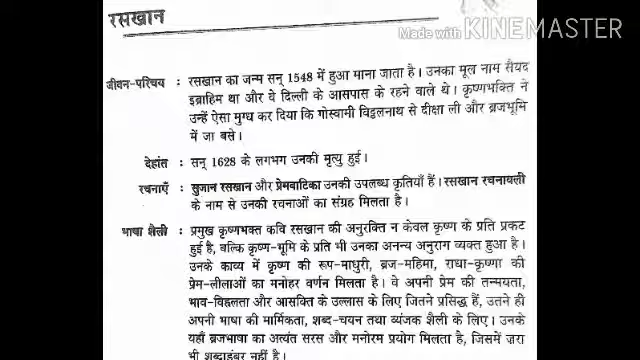 रसखान
Made with KINEMASTER
जीवन-परिचय : रसखान का जन्म सन् 1548 में हुआ माना जाता है। उनका मूल नाम सैयद
इब्राहिम था और वे दिल्ली के आसपास के रहने वाले थे। कृष्णभक्ति ने
उन्हें ऐसा मुग्ध कर दिया कि गोस्वामी विट्ठलनाथ से दीक्षा ली और ब्रजभूमि
में जा बसे।
देहांत : सन् 1628 के लगभग उनकी मृत्यु हुई।
रचनाएँ : सुजान रसखान और प्रेमवाटिका उनकी उपलब्ध कृतियाँ हैं। रसखान रचनावली
के नाम से उनकी रचनाओं का संग्रह मिलता है।
भाषा शैली : प्रमुख कृष्णभक्त कवि रसखान की अनुरक्ति न केवल कृष्ण के प्रति प्रकट
हुई है, बल्कि कृष्ण-भूमि के प्रति भी उनका अनन्य अनुराग व्यक्त हुआ है।
उनके काव्य में कृष्ण की रूप-माधुरी, ब्रज-महिमा, राधा-कृष्ण की
प्रेम-लीलाओं का मनोहर वर्णन मिलता है। वे अपनी प्रेम की तन्मयता,
भाव-विह्वलता और आसक्ति के उल्लास के लिए जितने प्रसिद्ध हैं, उतने ही
अपनी भाषा की मार्मिकता, शब्द-चयन तथा व्यंजक शैली के लिए। उनके
यहाँ ब्रजभाषा का अत्यंत सरस और मनोरम प्रयोग मिलता है, जिसमें ज़रा
भी शब्दाडंबर नहीं है।